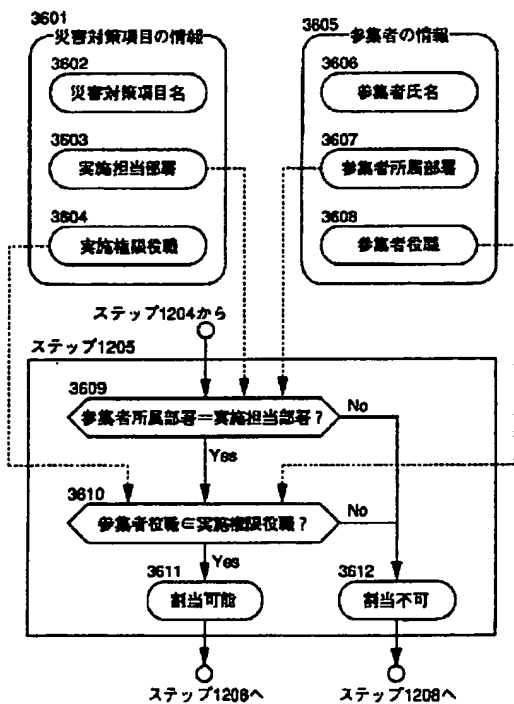 3601
災害対策項目の情報
3602
災害対策項目名
3603
実施担当部署
3604
実施権限役職
3605
参集者の情報
3606
参集者氏名
3607
参集者所属部署
3608
参集者役職
ステップ1204から
ステップ1205
3609
参集者所属部署=実施担当部署?
No
Yes
3610
参集者役職∈実施権限役職?
No
Yes
3611
割当可能
3612
割当不可
ステップ1206へ
ステップ1208へ